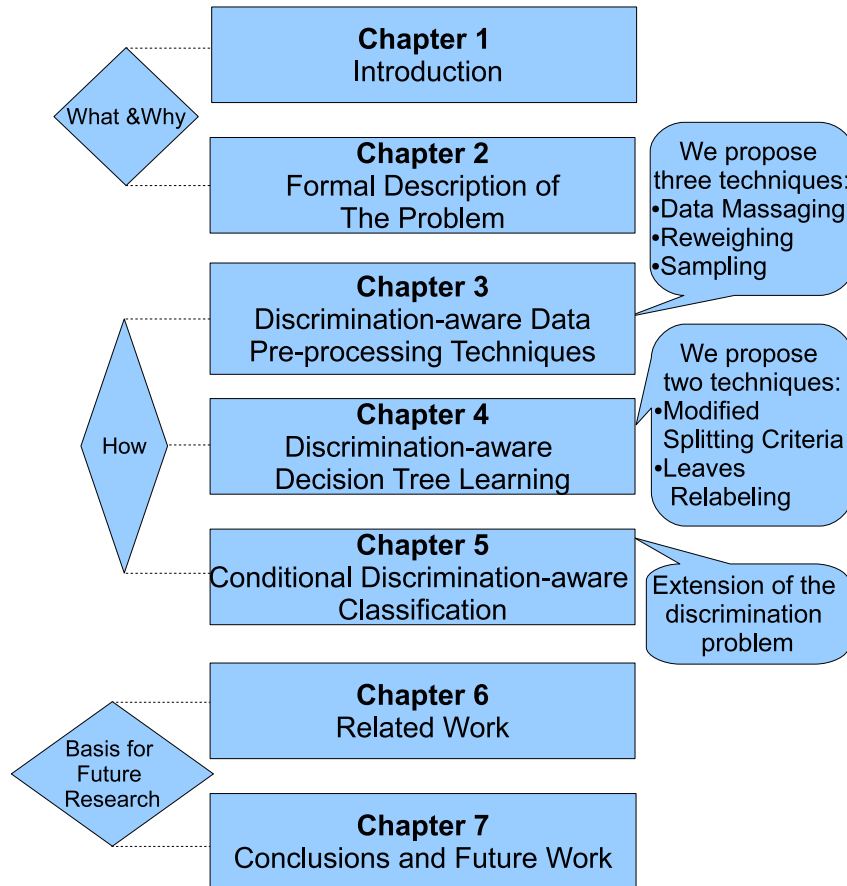 Chapter 1
Introduction
What &Why
Chapter 2
Formal Description of
The Problem
We propose
three techniques:
•Data Massaging
•Reweighing
•Sampling
Chapter 3
Discrimination-aware Data
Pre-processing Techniques
How
Chapter 4
Discrimination-aware
Decision Tree Learning
We propose
two techniques:
•Modified
Splitting Criteria
•Leaves
Relabeling
Chapter 5
Conditional Discrimination-aware
Classification
Extension of the
discrimination
problem
Chapter 6
Related Work
Basis for
Future
Research
Chapter 7
Conclusions and Future Work